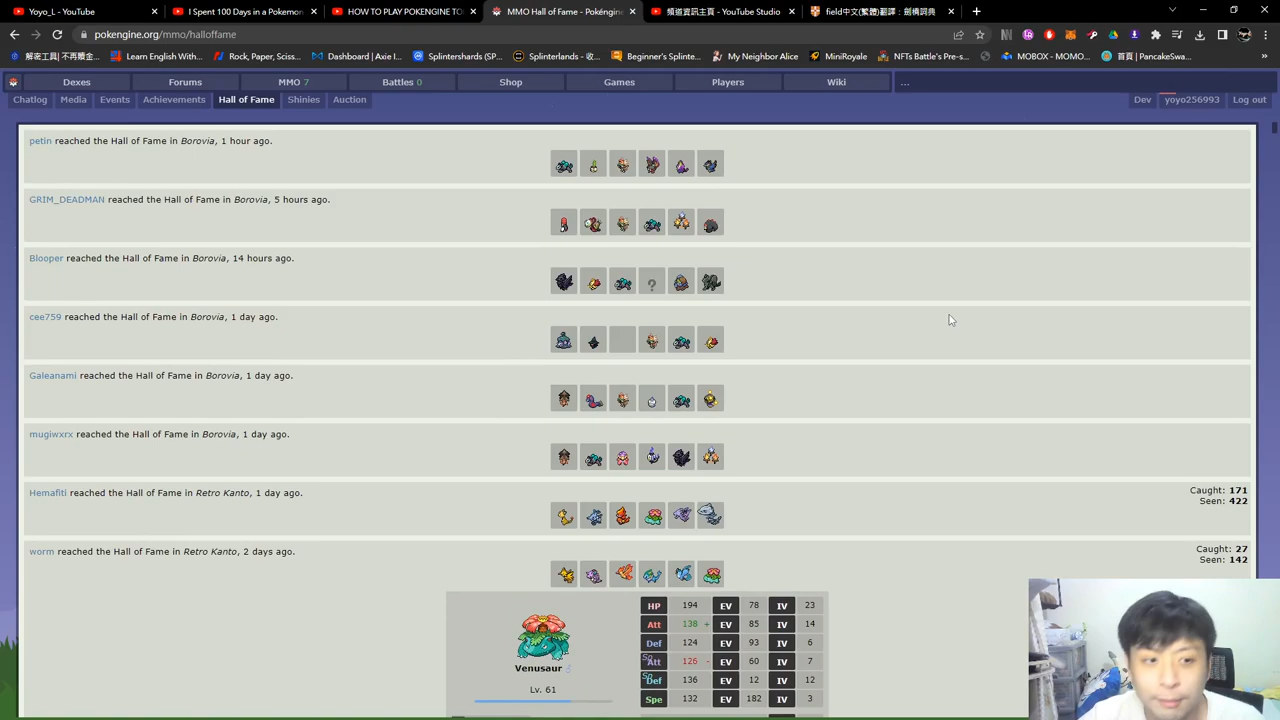 Yoyo_L - YouTube
I Spent 100 Days in a Pokemon
HOW TO PLAY POKENGINE TO
MMO Hall of Fame - Pokéngine
頻道資訊主頁 - YouTube Studio
field中文(繁體)翻譯：劍橋詞典
pokengine.org/mmo/halloffame
解密工具| 不再錯過...
Learn English With...
Rock, Paper, Sciss...
Dashboard | Axie I...
Splintershards (SP...
Splinterlands - 收...
Beginner's Splinte...
My Neighbor Alice
MiniRoyale
NFTs Battle's Pre-s...
MOBOX - MOMO...
首頁 | PancakeSwa...
Dexes
Forums
MMO 7
Battles 0
Shop
Games
Players
Wiki
...
Chatlog
Media
Events
Achievements
Hall of Fame
Shinies
Auction
Dev
yoyo256993
Log out
petin reached the Hall of Fame in Borovia, 1 hour ago.
GRIM_DEADMAN reached the Hall of Fame in Borovia, 5 hours ago.
Blooper reached the Hall of Fame in Borovia, 14 hours ago.
?
cee759 reached the Hall of Fame in Borovia, 1 day ago.
Galeanami reached the Hall of Fame in Borovia, 1 day ago.
mugiwxrx reached the Hall of Fame in Borovia, 1 day ago.
Hemafiti reached the Hall of Fame in Retro Kanto, 1 day ago.
Caught: 171
Seen: 422
worm reached the Hall of Fame in Retro Kanto, 2 days ago.
Caught: 27
Seen: 142
Venusaur
Lv. 61
HP 194 EV 78 IV 23
Att 138 + EV 85 IV 14
Def 124 EV 93 IV 6
Sp Att 126 - EV 60 IV 7
Sp Def 136 EV 12 IV 12
Spe 132 EV 182 IV 3